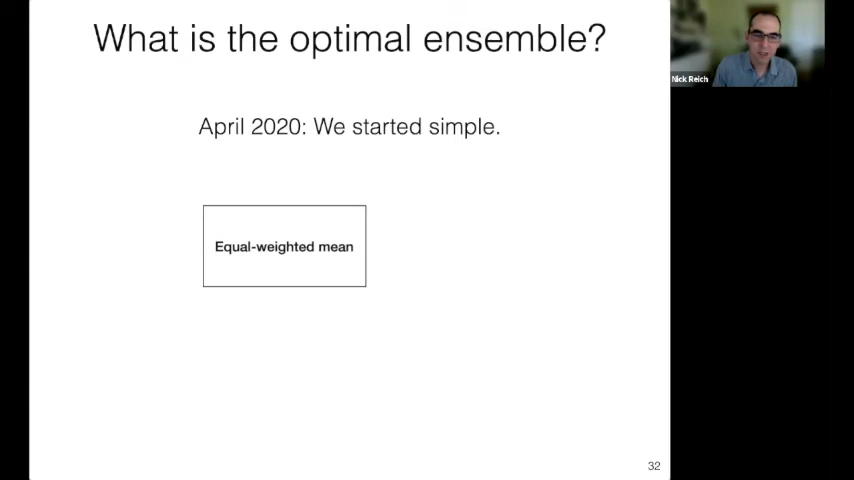 What is the optimal ensemble?
Nick Reich
April 2020: We started simple.
Equal-weighted mean
32